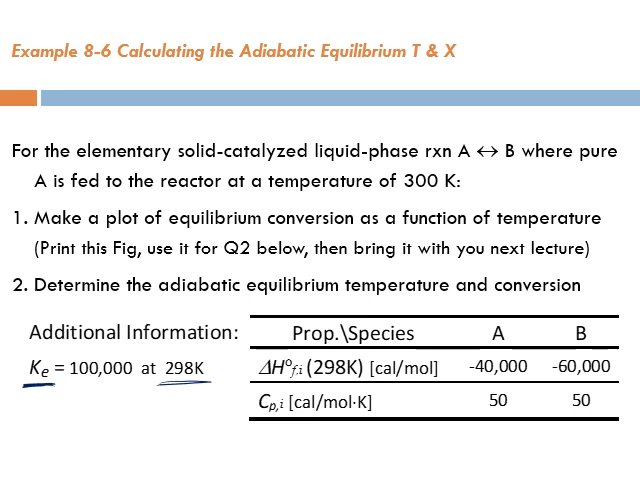 Example 8-6 Calculating the Adiabatic Equilibrium T & X
For the elementary solid-catalyzed liquid-phase rxn A ↔ B where pure
A is fed to the reactor at a temperature of 300 K:
1. Make a plot of equilibrium conversion as a function of temperature
(Print this Fig, use it for Q2 below, then bring it with you next lecture)
2. Determine the adiabatic equilibrium temperature and conversion
Additional Information:
Ke = 100,000 at 298K
Prop.\Species A B
ΔH°f,i (298K) [cal/mol] -40,000 -60,000
Cp,i [cal/mol·K] 50 50